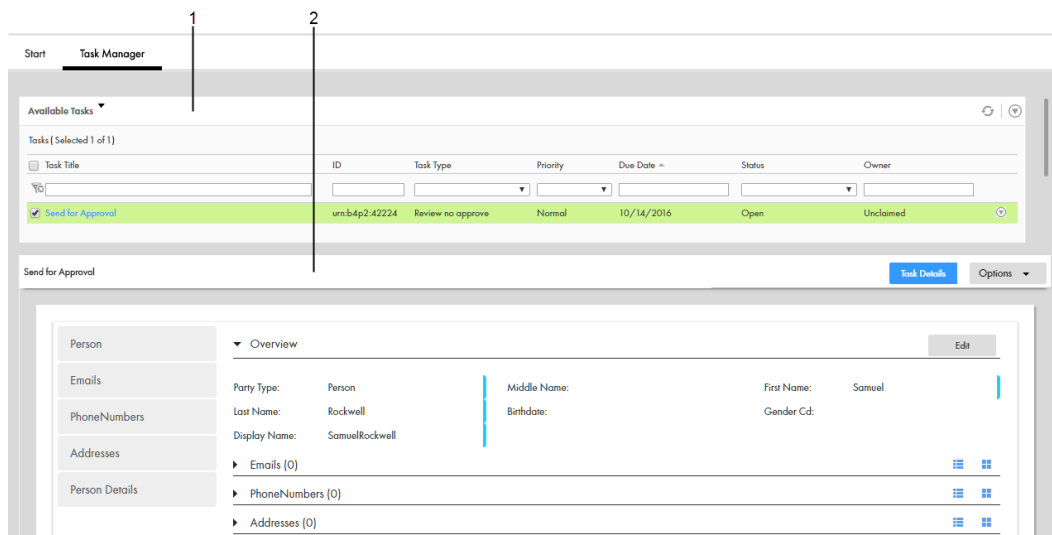 1 2
Start Task Manager
Available Tasks
Tasks ( Selected 1 of 1)
Task Title ID Task Type Priority Due Date Status Owner
Send for Approval urn:b4p2:42224 Review no approve Normal 10/14/2016 Open Unclaimed
Send for Approval Task Details Options
Person Overview Edit
Emails Party Type: Person Middle Name: First Name: Samuel
PhoneNumbers Last Name: Rockwell Birthdate: Gender Cd:
Display Name: SamuelRockwell
Addresses Emails (0)
Person Details PhoneNumbers (0)
Addresses (0)